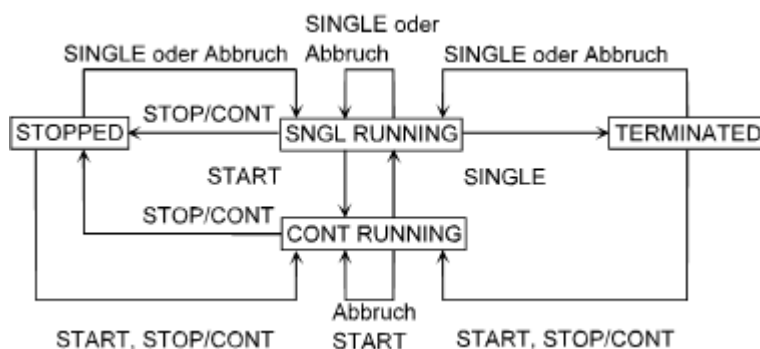 SINGLE oder
Abbruch
SINGLE oder Abbruch
SINGLE oder Abbruch
STOP/CONT
STOPPED
SNGL RUNNING
TERMINATED
START
SINGLE
STOP/CONT
CONT RUNNING
Abbruch
START
START, STOP/CONT
START, STOP/CONT